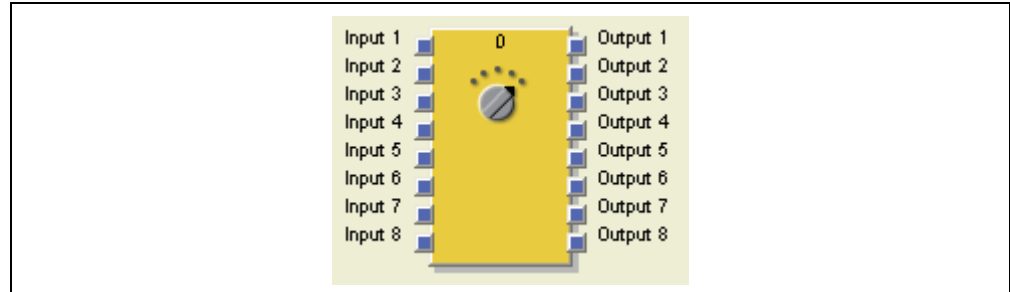 0
Input 1 Output 1
Input 2 Output 2
Input 3 Output 3
Input 4 Output 4
Input 5 Output 5
Input 6 Output 6
Input 7 Output 7
Input 8 Output 8